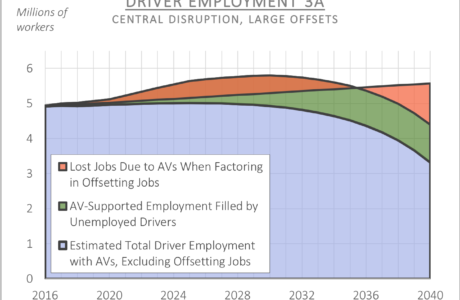 Millions of
workers
DRIVER EMPLOYMENT 3A
CENTRAL DISRUPTION, LARGE OFFSETS
6
5
4
3
2
1
0
Lost Jobs Due to AVs When Factoring
in Offsetting Jobs
AV-Supported Employment Filled by
Unemployed Drivers
Estimated Total Driver Employment
with AVs, Excluding Offsetting Jobs
2016 2020 2024 2028 2032 2036 2040